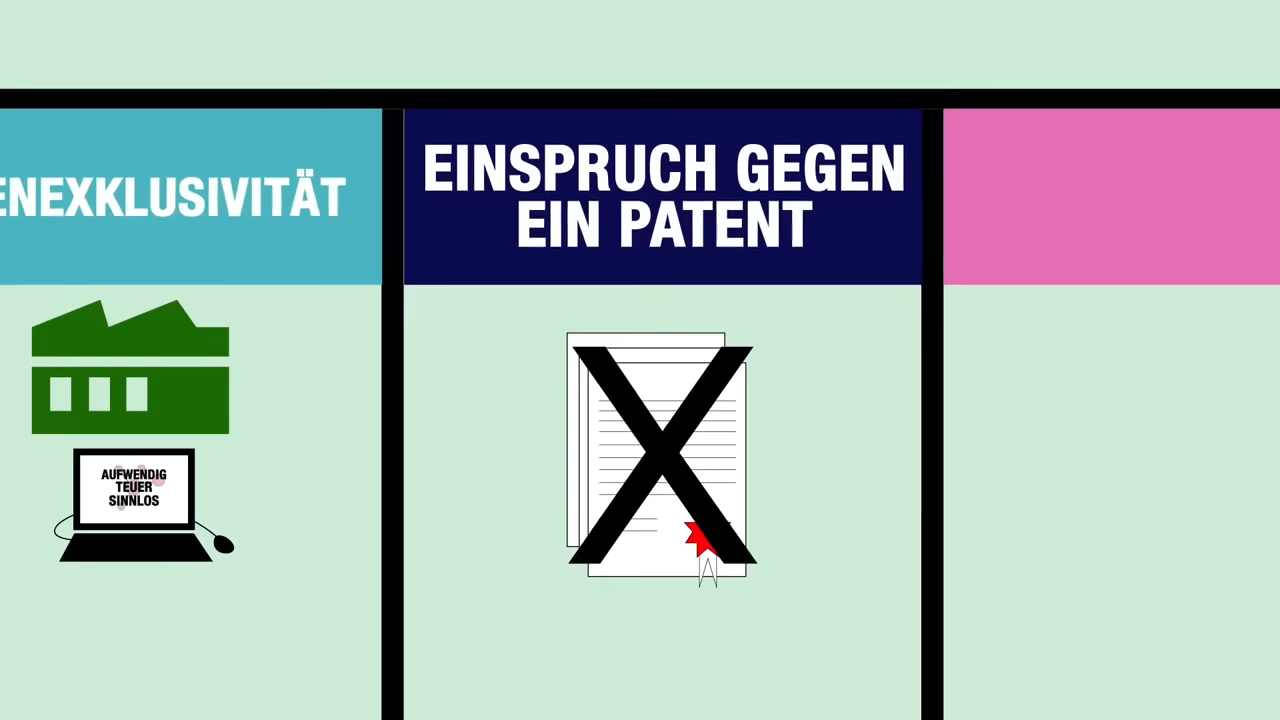 ENEXKLUSIVITÄT
EINSPRUCH GEGEN
EIN PATENT
AUFWENDIG
TEUER
SINNLOS